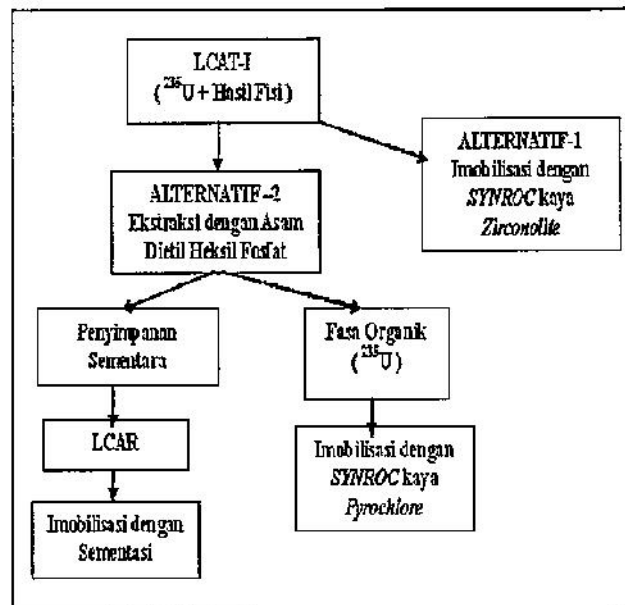 LCAT-I
( ²³⁵U + Hasil Fisi )
ALTERNATIF-1
Imobilisasi dengan
SYNROC kaya
Zirconolite
ALTERNATIF-2
Ekstraksi dengan Asam
Dietil Heksil Fosfat
Penyimpanan
Sementara
Fasa Organik
( ²³⁵U )
LCAR
Imobilisasi dengan
SYNROC kaya
Pyrochlore
Imobilisasi dengan
Sementasi